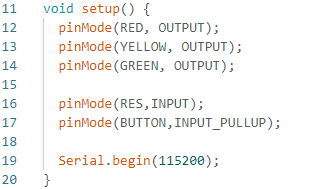 11 void setup() {
12 pinMode(RED, OUTPUT);
13 pinMode(YELLOW, OUTPUT);
14 pinMode(GREEN, OUTPUT);
15
16 pinMode(RES,INPUT);
17 pinMode(BUTTON,INPUT_PULLUP);
18
19 Serial.begin(115200);
20 }